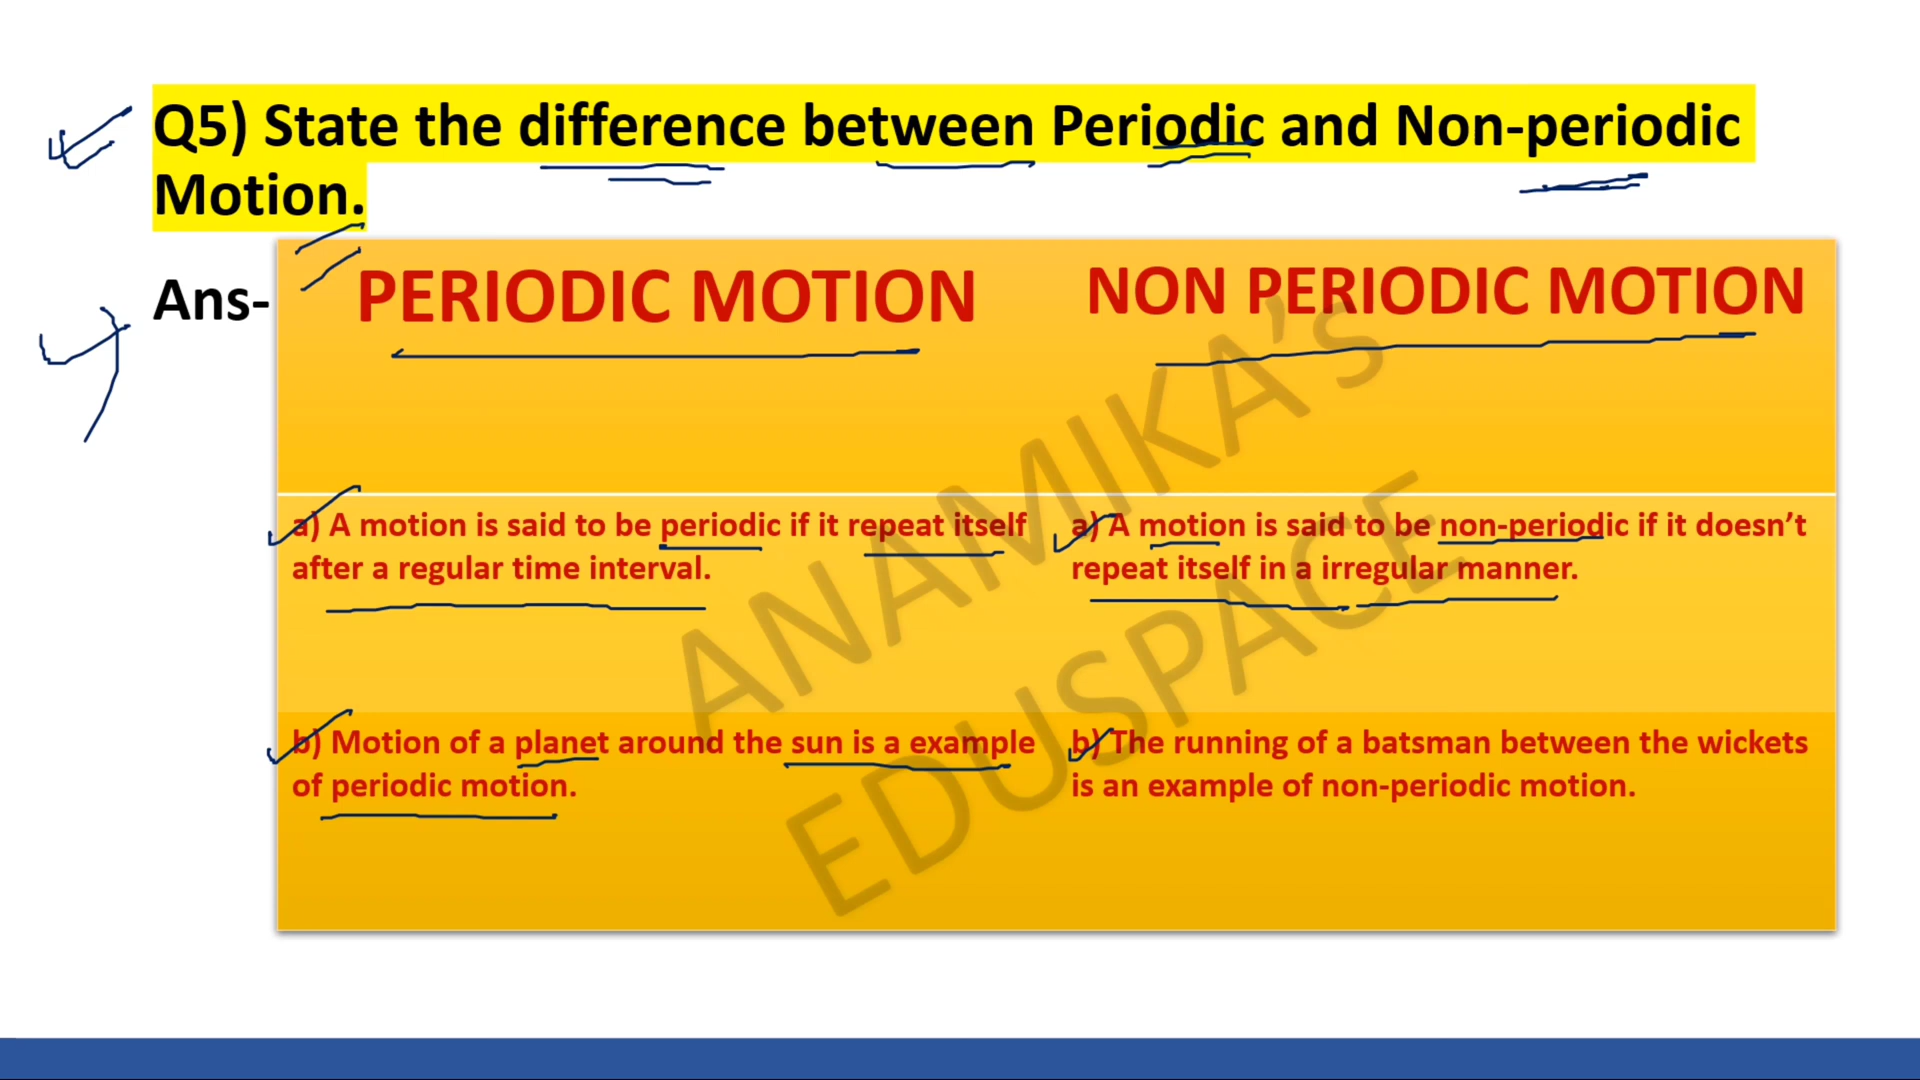 Q5) State the difference between Periodic and Non-periodic
Motion.
Ans-
PERIODIC MOTION
NON PERIODIC MOTION
a) A motion is said to be periodic if it repeat itself
after a regular time interval.
a) A motion is said to be non-periodic if it doesn’t
repeat itself in a irregular manner.
b) Motion of a planet around the sun is a example
of periodic motion.
b) The running of a batsman between the wickets
is an example of non-periodic motion.
ANAMIKA’s
EDUSPACE